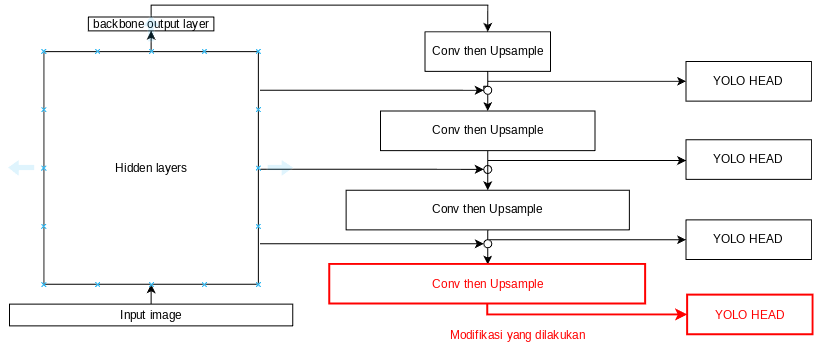 backbone output layer
Conv then Upsample
YOLO HEAD
Conv then Upsample
YOLO HEAD
Hidden layers
Conv then Upsample
YOLO HEAD
Conv then Upsample
Input image
YOLO HEAD
Modifikasi yang dilakukan